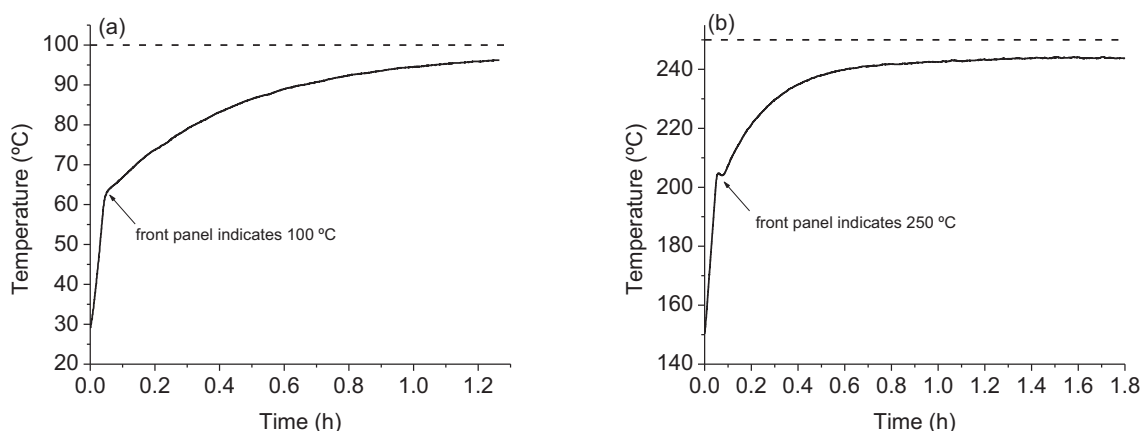 (a)
100
90
80
70
60
50
40
30
20
Temperature (ºC)
front panel indicates 100 ºC
0.0 0.2 0.4 0.6 0.8 1.0 1.2
Time (h)
(b)
240
220
200
180
160
140
Temperature (ºC)
front panel indicates 250 ºC
0.0 0.2 0.4 0.6 0.8 1.0 1.2 1.4 1.6 1.8
Time (h)